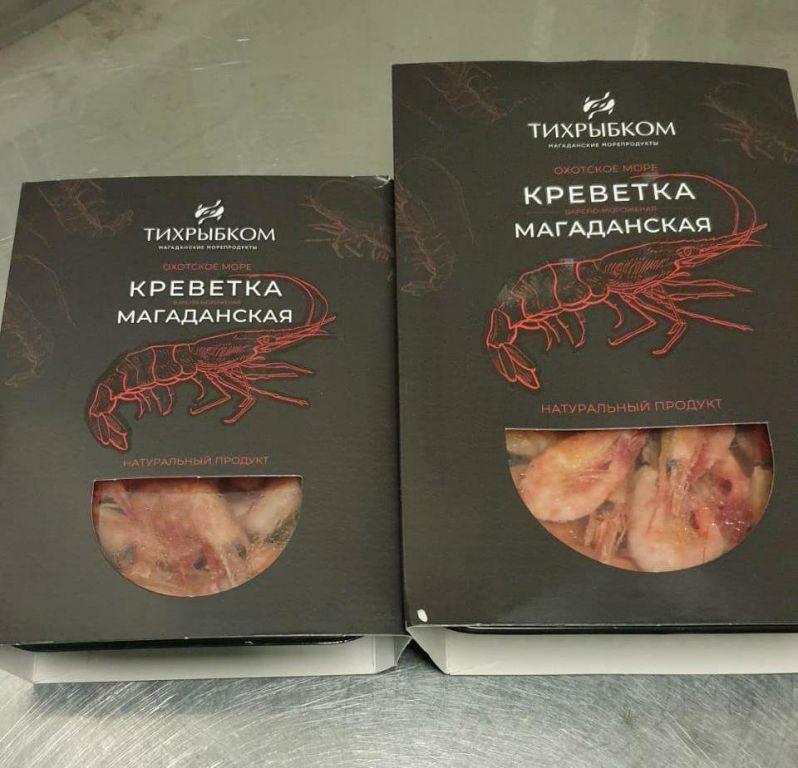 ТИХРЫБКОМ
МАГАДАНСКИЕ МОРЕПРОДУКТЫ
ОХОТСКОЕ МОРЕ
КРЕВЕТКА
ВАРЕНО-МОРОЖЕНАЯ
МАГАДАНСКАЯ
НАТУРАЛЬНЫЙ ПРОДУКТ
ТИХРЫБКОМ
МАГАДАНСКИЕ МОРЕПРОДУКТЫ
ОХОТСКОЕ МОРЕ
КРЕВЕТКА
ВАРЕНО-МОРОЖЕНАЯ
МАГАДАНСКАЯ
НАТУРАЛЬНЫЙ ПРОДУКТ